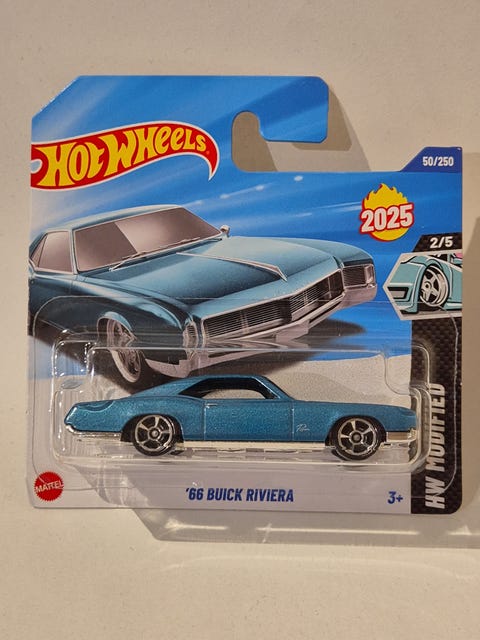 HOT WHEELS
50/250
2025
2/5
HW MODIFIED
MATTEL
'66 BUICK RIVIERA
3+